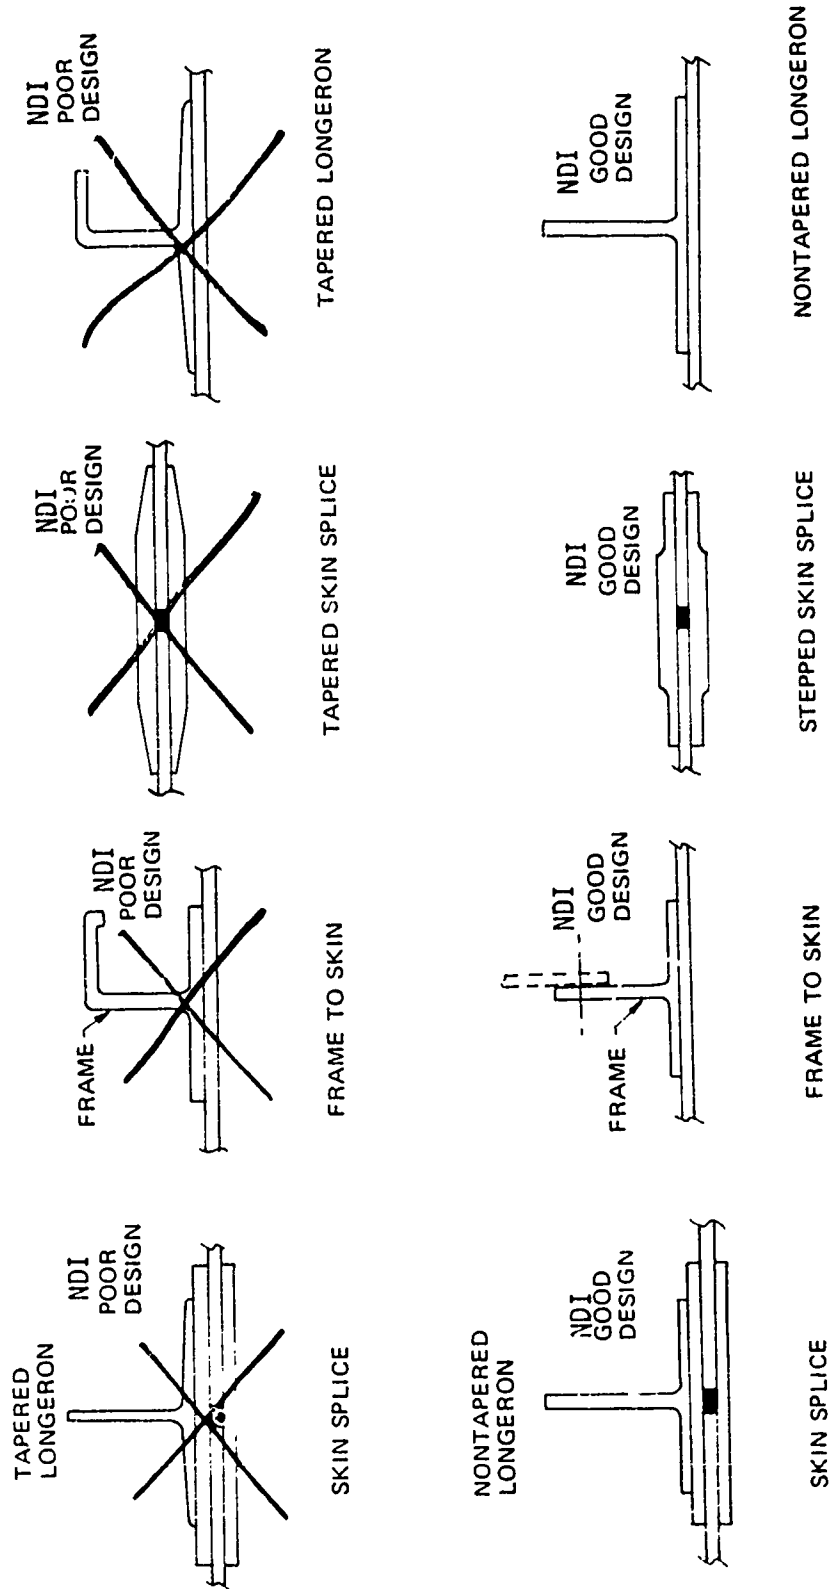 TAPERED
LONGERON
NDI
POOR
DESIGN
SKIN SPLICE
FRAME
NDI
POOR
DESIGN
FRAME TO SKIN
NDI
POOR
DESIGN
TAPERED SKIN SPLICE
NDI
POOR
DESIGN
TAPERED LONGERON
NONTAPERED
LONGERON
NDI
GOOD
DESIGN
SKIN SPLICE
FRAME
NDI
GOOD
DESIGN
FRAME TO SKIN
NDI
GOOD
DESIGN
STEPPED SKIN SPLICE
NDI
GOOD
DESIGN
NONTAPERED LONGERON